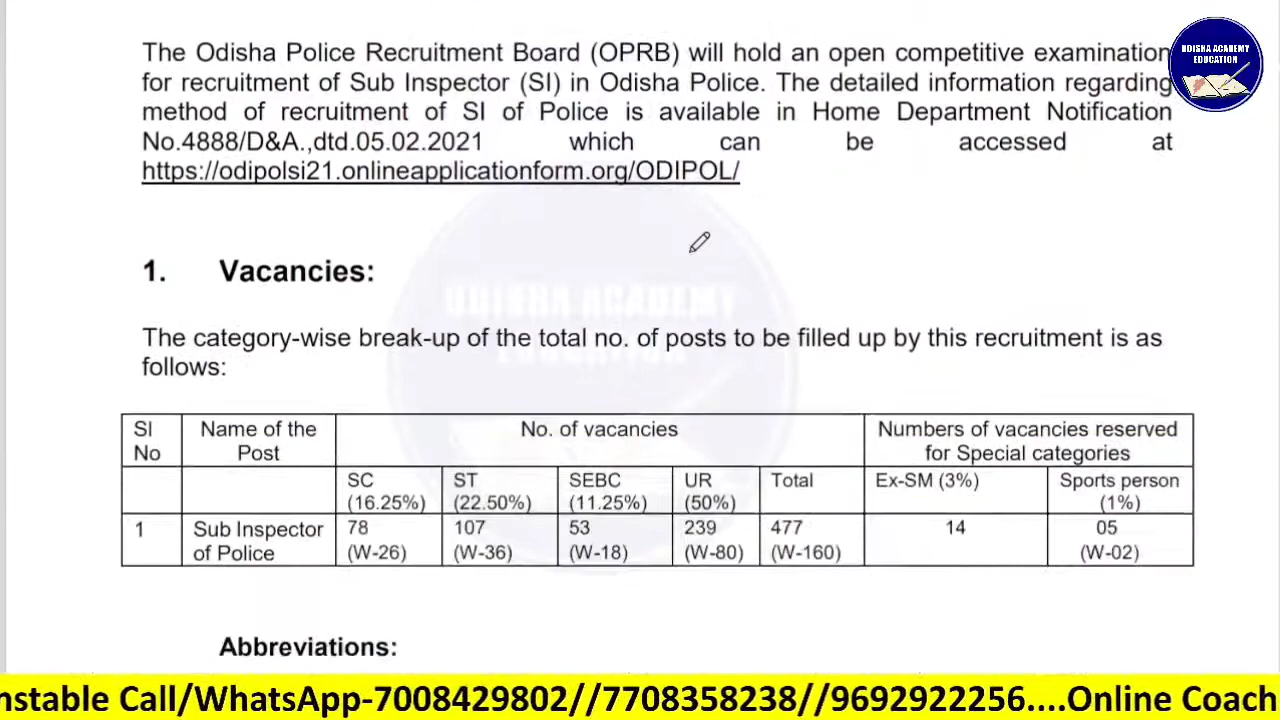 The Odisha Police Recruitment Board (OPRB) will hold an open competitive examination
for recruitment of Sub Inspector (SI) in Odisha Police. The detailed information regarding
method of recruitment of SI of Police is available in Home Department Notification
No.4888/D&A.,dtd.05.02.2021 which can be accessed at
https://odipolsi21.onlineapplicationform.org/ODIPOL/
ODISHA ACADEMY
EDUCATION
1. Vacancies:
ODISHA ACADEMY
EDUCATION
The category-wise break-up of the total no. of posts to be filled up by this recruitment is as
follows:
SI No Name of the Post No. of vacancies Numbers of vacancies reserved for Special categories
SC (16.25%) ST (22.50%) SEBC (11.25%) UR (50%) Total Ex-SM (3%) Sports person (1%)
1 Sub Inspector of Police 78 (W-26) 107 (W-36) 53 (W-18) 239 (W-80) 477 (W-160) 14 05 (W-02)
Abbreviations:
nstable Call/WhatsApp-7008429802//7708358238//9692922256....Online Coach